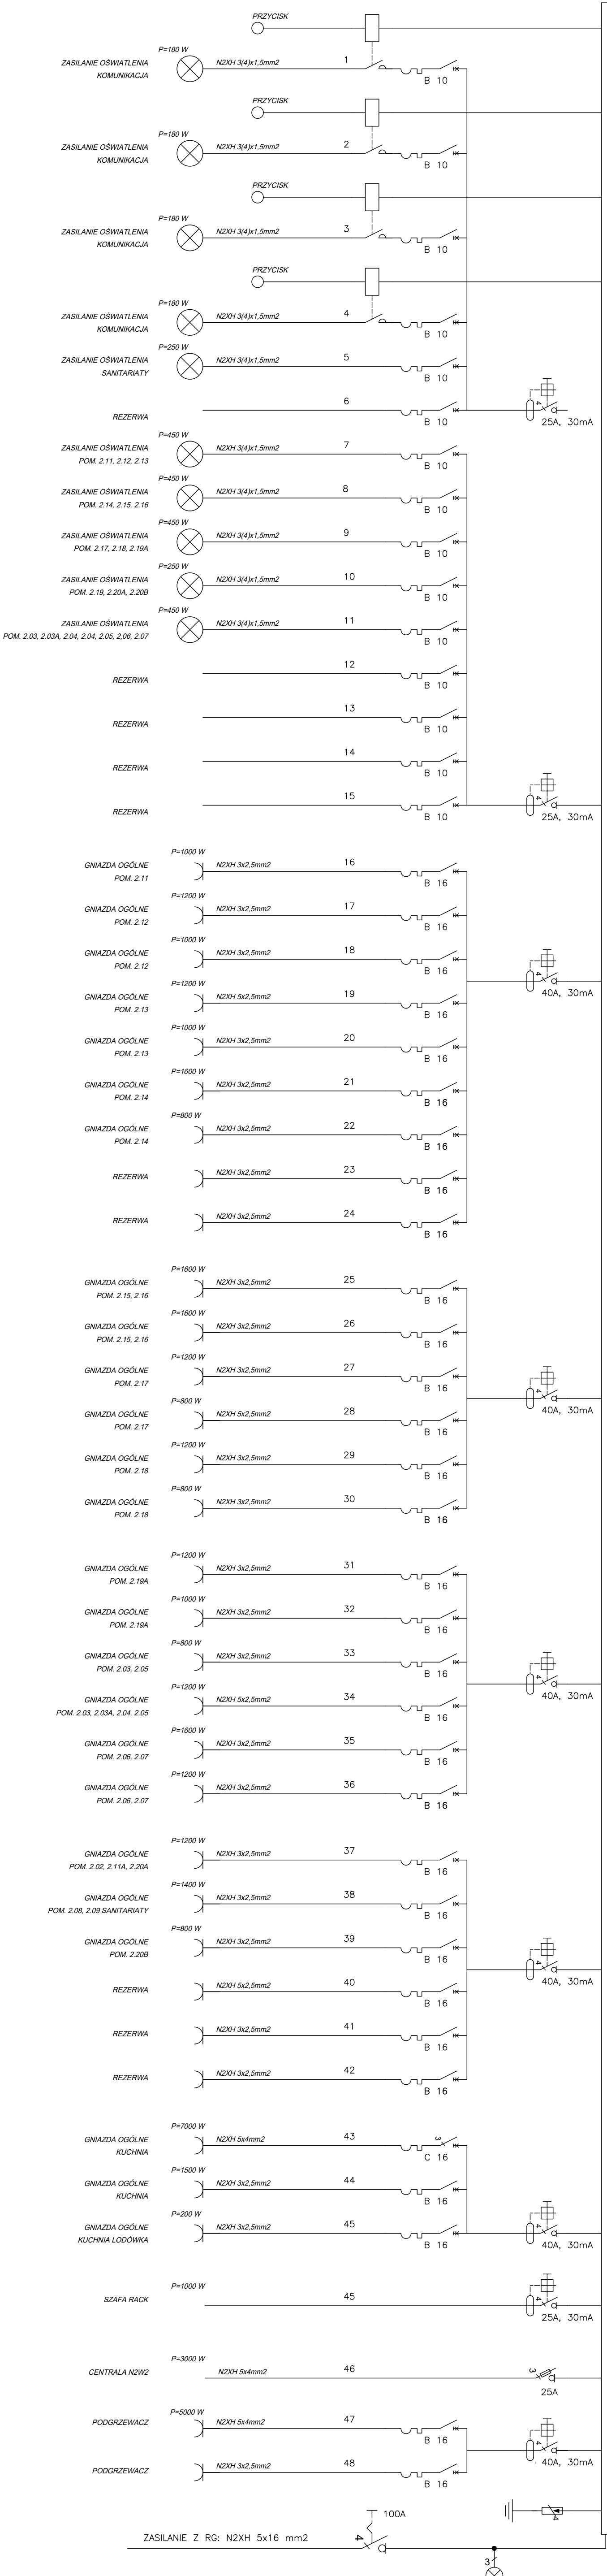 PRZYCISK
P=180 W
ZASILANIE OŚWIATLENIA
KOMUNIKACJA
N2XH 3(4)x1,5mm2
1
B 10
PRZYCISK
P=180 W
ZASILANIE OŚWIATLENIA
KOMUNIKACJA
N2XH 3(4)x1,5mm2
2
B 10
PRZYCISK
P=180 W
ZASILANIE OŚWIATLENIA
KOMUNIKACJA
N2XH 3(4)x1,5mm2
3
B 10
PRZYCISK
P=180 W
ZASILANIE OŚWIATLENIA
KOMUNIKACJA
N2XH 3(4)x1,5mm2
4
B 10
P=250 W
ZASILANIE OŚWIATLENIA
SANITARIATY
N2XH 3(4)x1,5mm2
5
B 10
REZERWA
6
B 10
4
25A, 30mA
P=450 W
ZASILANIE OŚWIATLENIA
POM. 2.11, 2.12, 2.13
N2XH 3(4)x1,5mm2
7
B 10
P=450 W
ZASILANIE OŚWIATLENIA
POM. 2.14, 2.15, 2.16
N2XH 3(4)x1,5mm2
8
B 10
P=450 W
ZASILANIE OŚWIATLENIA
POM. 2.17, 2.18, 2.19A
N2XH 3(4)x1,5mm2
9
B 10
P=250 W
ZASILANIE OŚWIATLENIA
POM. 2.19, 2.20A, 2.20B
N2XH 3(4)x1,5mm2
10
B 10
P=450 W
ZASILANIE OŚWIATLENIA
POM. 2.03, 2.03A, 2.04, 2.04, 2.05, 2,06, 2.07
N2XH 3(4)x1,5mm2
11
B 10
REZERWA
12
B 10
REZERWA
13
B 10
REZERWA
14
B 10
REZERWA
15
B 10
4
25A, 30mA
P=1000 W
GNIAZDA OGÓLNE
POM. 2.11
N2XH 3x2,5mm2
16
B 16
P=1200 W
GNIAZDA OGÓLNE
POM. 2.12
N2XH 3x2,5mm2
17
B 16
P=1000 W
GNIAZDA OGÓLNE
POM. 2.12
N2XH 3x2,5mm2
18
B 16
4
40A, 30mA
P=1200 W
GNIAZDA OGÓLNE
POM. 2.13
N2XH 5x2,5mm2
19
B 16
P=1000 W
GNIAZDA OGÓLNE
POM. 2.13
N2XH 3x2,5mm2
20
B 16
P=1600 W
GNIAZDA OGÓLNE
POM. 2.14
N2XH 3x2,5mm2
21
B 16
P=800 W
GNIAZDA OGÓLNE
POM. 2.14
N2XH 3x2,5mm2
22
B 16
REZERWA
N2XH 3x2,5mm2
23
B 16
REZERWA
N2XH 3x2,5mm2
24
B 16
P=1600 W
GNIAZDA OGÓLNE
POM. 2.15, 2.16
N2XH 3x2,5mm2
25
B 16
P=1600 W
GNIAZDA OGÓLNE
POM. 2.15, 2.16
N2XH 3x2,5mm2
26
B 16
P=1200 W
GNIAZDA OGÓLNE
POM. 2.17
N2XH 3x2,5mm2
27
B 16
4
40A, 30mA
P=800 W
GNIAZDA OGÓLNE
POM. 2.17
N2XH 5x2,5mm2
28
B 16
P=1200 W
GNIAZDA OGÓLNE
POM. 2.18
N2XH 3x2,5mm2
29
B 16
P=800 W
GNIAZDA OGÓLNE
POM. 2.18
N2XH 3x2,5mm2
30
B 16
P=1200 W
GNIAZDA OGÓLNE
POM. 2.19A
N2XH 3x2,5mm2
31
B 16
P=1000 W
GNIAZDA OGÓLNE
POM. 2.19A
N2XH 3x2,5mm2
32
B 16
P=800 W
GNIAZDA OGÓLNE
POM. 2.03, 2.05
N2XH 3x2,5mm2
33
B 16
4
40A, 30mA
P=1200 W
GNIAZDA OGÓLNE
POM. 2.03, 2.03A, 2.04, 2.05
N2XH 5x2,5mm2
34
B 16
P=1600 W
GNIAZDA OGÓLNE
POM. 2.06, 2.07
N2XH 3x2,5mm2
35
B 16
P=1200 W
GNIAZDA OGÓLNE
POM. 2.06, 2.07
N2XH 3x2,5mm2
36
B 16
P=1200 W
GNIAZDA OGÓLNE
POM. 2.02, 2.11A, 2.20A
N2XH 3x2,5mm2
37
B 16
P=1400 W
GNIAZDA OGÓLNE
POM. 2.08, 2.09 SANITARIATY
N2XH 3x2,5mm2
38
B 16
P=800 W
GNIAZDA OGÓLNE
POM. 2.20B
N2XH 3x2,5mm2
39
B 16
4
40A, 30mA
REZERWA
N2XH 5x2,5mm2
40
B 16
REZERWA
N2XH 3x2,5mm2
41
B 16
REZERWA
N2XH 3x2,5mm2
42
B 16
P=7000 W
GNIAZDA OGÓLNE
KUCHNIA
N2XH 5x4mm2
43
3
C 16
P=1500 W
GNIAZDA OGÓLNE
KUCHNIA
N2XH 3x2,5mm2
44
B 16
P=200 W
GNIAZDA OGÓLNE
KUCHNIA LODÓWKA
N2XH 3x2,5mm2
45
B 16
4
40A, 30mA
P=1000 W
SZAFA RACK
45
4
25A, 30mA
P=3000 W
CENTRALA N2W2
N2XH 5x4mm2
46
3
25A
P=5000 W
PODGRZEWACZ
N2XH 5x4mm2
47
B 16
4
40A, 30mA
PODGRZEWACZ
N2XH 3x2,5mm2
48
B 16
4
100A
ZASILANIE Z RG: N2XH 5x16 mm2
4
3